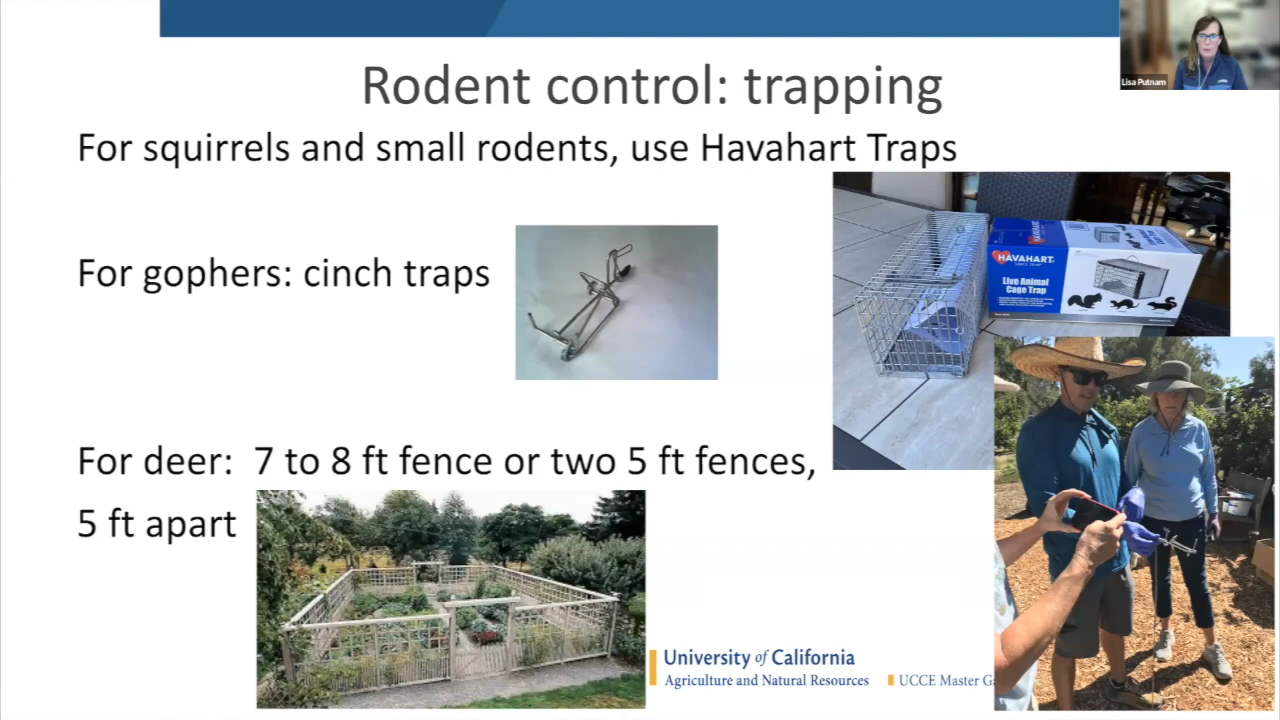 Lisa Putnam
Rodent control: trapping
For squirrels and small rodents, use Havahart Traps
For gophers: cinch traps
HAVAHART
Live Animal
Cage Trap
For deer: 7 to 8 ft fence or two 5 ft fences,
5 ft apart
University of California
Agriculture and Natural Resources
UCCE Master